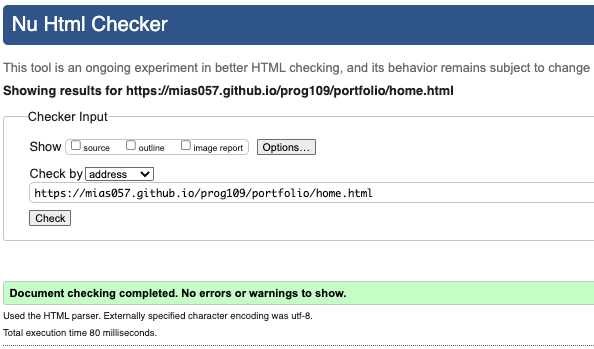 Nu Html Checker
This tool is an ongoing experiment in better HTML checking, and its behavior remains subject to change
Showing results for https://mias057.github.io/prog109/portfolio/home.html
Checker Input
Show source outline image report Options...
Check by address
https://mias057.github.io/prog109/portfolio/home.html
Check
Document checking completed. No errors or warnings to show.
Used the HTML parser. Externally specified character encoding was utf-8.
Total execution time 80 milliseconds.